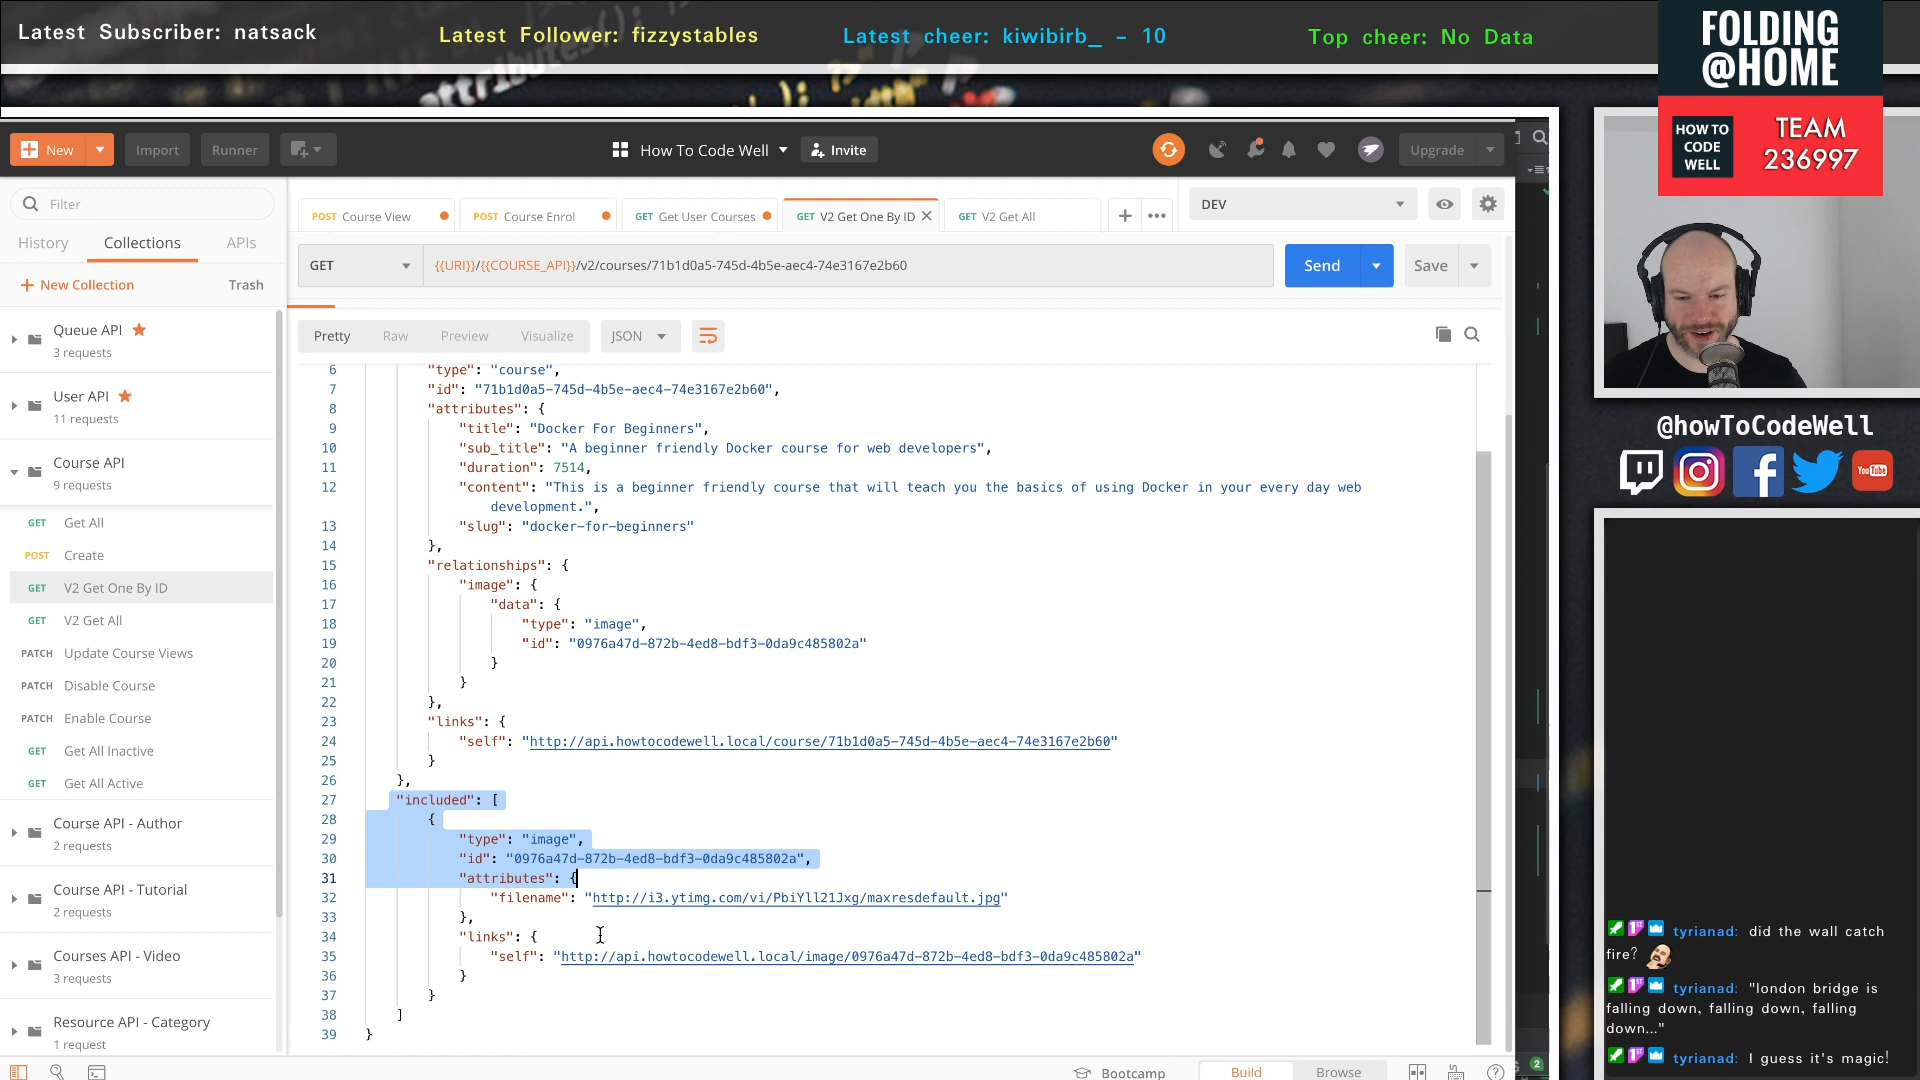 Latest Subscriber: natsack
Latest Follower: fizzystables
Latest cheer: kiwibirb_ - 10
Top cheer: No Data
FOLDING
@HOME
HOW TO
CODE
WELL
TEAM
236997
New
Import
Runner
How To Code Well
Invite
Upgrade
Filter
History
Collections
APIs
+ New Collection
Trash
Queue API
3 requests
User API
11 requests
Course API
9 requests
GET Get All
POST Create
GET V2 Get One By ID
GET V2 Get All
PATCH Update Course Views
PATCH Disable Course
PATCH Enable Course
GET Get All Inactive
GET Get All Active
Course API - Author
2 requests
Course API - Tutorial
2 requests
Courses API - Video
3 requests
Resource API - Category
1 request
POST Course View
POST Course Enrol
GET Get User Courses
GET V2 Get One By ID
GET V2 Get All
DEV
GET
{{URI}}/{{COURSE_API}}/v2/courses/71b1d0a5-745d-4b5e-aec4-74e3167e2b60
Send
Save
Pretty
Raw
Preview
Visualize
JSON
6 "type": "course",
7 "id": "71b1d0a5-745d-4b5e-aec4-74e3167e2b60",
8 "attributes": {
9 "title": "Docker For Beginners",
10 "sub_title": "A beginner friendly Docker course for web developers",
11 "duration": 7514,
12 "content": "This is a beginner friendly course that will teach you the basics of using Docker in your every day web
development.",
13 "slug": "docker-for-beginners"
14 },
15 "relationships": {
16 "image": {
17 "data": {
18 "type": "image",
19 "id": "0976a47d-872b-4ed8-bdf3-0da9c485802a"
20 }
21 }
22 },
23 "links": {
24 "self": "http://api.howtocodewell.local/course/71b1d0a5-745d-4b5e-aec4-74e3167e2b60"
25 }
26 },
27 "included": [
28 {
29 "type": "image",
30 "id": "0976a47d-872b-4ed8-bdf3-0da9c485802a",
31 "attributes": {
32 "filename": "http://i3.ytimg.com/vi/PbiYll21Jxg/maxresdefault.jpg"
33 },
34 "links": {
35 "self": "http://api.howtocodewell.local/image/0976a47d-872b-4ed8-bdf3-0da9c485802a"
36 }
37 }
38 ]
39 }
Bootcamp
Build
Browse
2
@howToCodeWell
You Tube
tyrianad: did the wall catch
fire?
tyrianad: "london bridge is
falling down, falling down, falling
down..."
tyrianad: I guess it's magic!